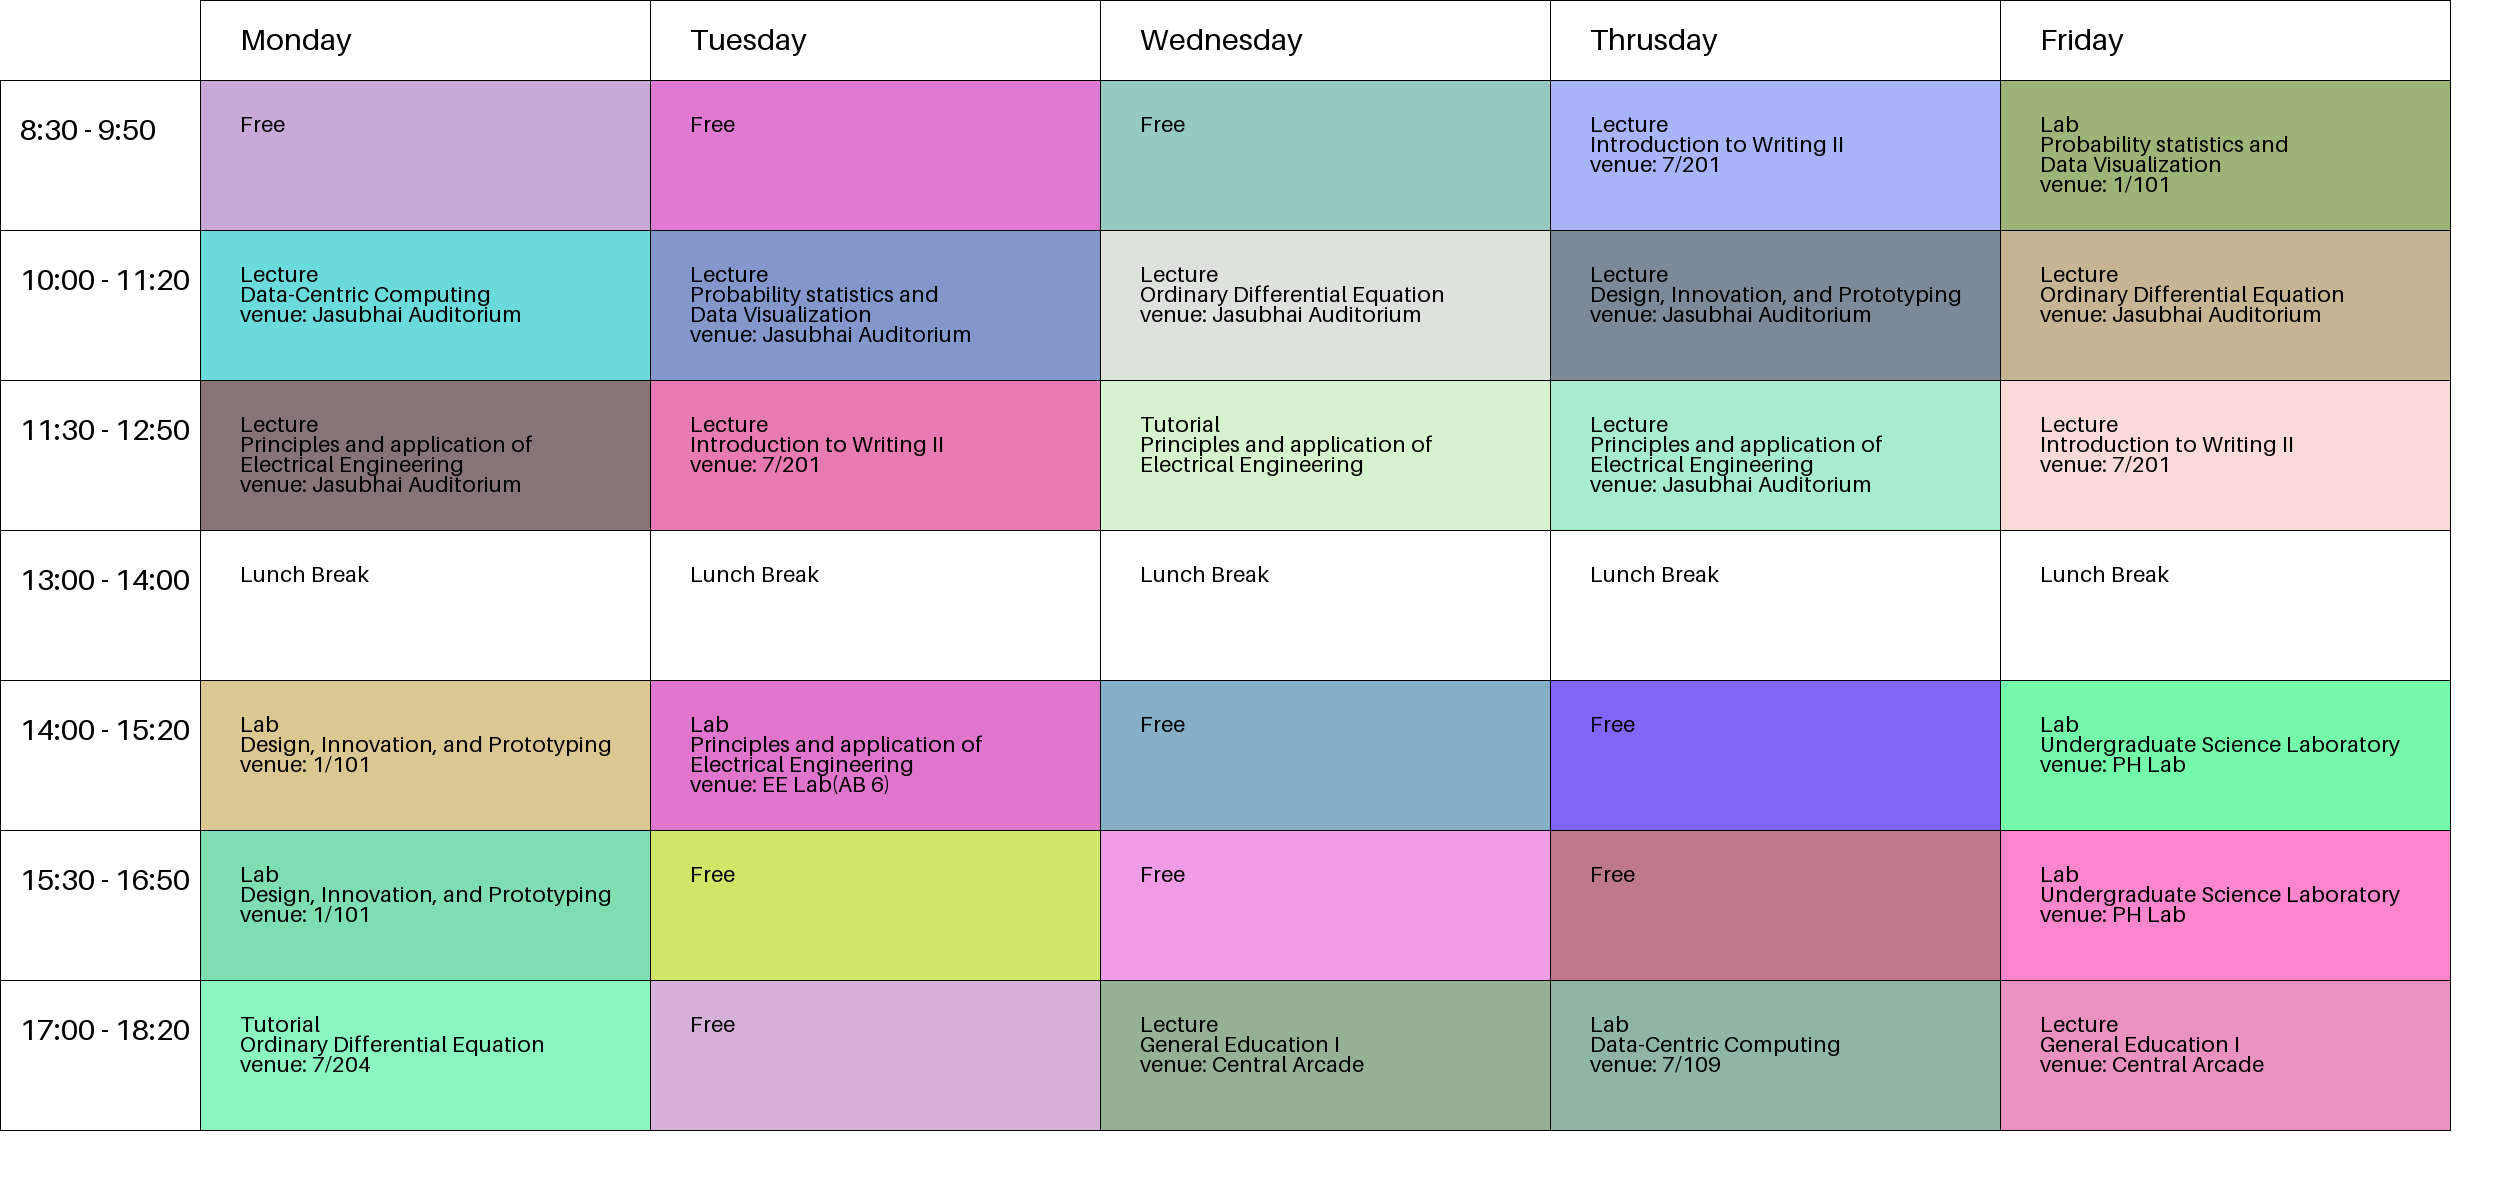 Monday
Tuesday
Wednesday
Thrusday
Friday
8:30 - 9:50
Free
Free
Free
Lecture
Introduction to Writing II
venue: 7/201
Lab
Probability statistics and
Data Visualization
venue: 1/101
10:00 - 11:20
Lecture
Data-Centric Computing
venue: Jasubhai Auditorium
Lecture
Probability statistics and
Data Visualization
venue: Jasubhai Auditorium
Lecture
Ordinary Differential Equation
venue: Jasubhai Auditorium
Lecture
Design, Innovation, and Prototyping
venue: Jasubhai Auditorium
Lecture
Ordinary Differential Equation
venue: Jasubhai Auditorium
11:30 - 12:50
Lecture
Principles and application of
Electrical Engineering
venue: Jasubhai Auditorium
Lecture
Introduction to Writing II
venue: 7/201
Tutorial
Principles and application of
Electrical Engineering
Lecture
Principles and application of
Electrical Engineering
venue: Jasubhai Auditorium
Lecture
Introduction to Writing II
venue: 7/201
13:00 - 14:00
Lunch Break
Lunch Break
Lunch Break
Lunch Break
Lunch Break
14:00 - 15:20
Lab
Design, Innovation, and Prototyping
venue: 1/101
Lab
Principles and application of
Electrical Engineering
venue: EE Lab(AB 6)
Free
Free
Lab
Undergraduate Science Laboratory
venue: PH Lab
15:30 - 16:50
Lab
Design, Innovation, and Prototyping
venue: 1/101
Free
Free
Free
Lab
Undergraduate Science Laboratory
venue: PH Lab
17:00 - 18:20
Tutorial
Ordinary Differential Equation
venue: 7/204
Free
Lecture
General Education I
venue: Central Arcade
Lab
Data-Centric Computing
venue: 7/109
Lecture
General Education I
venue: Central Arcade